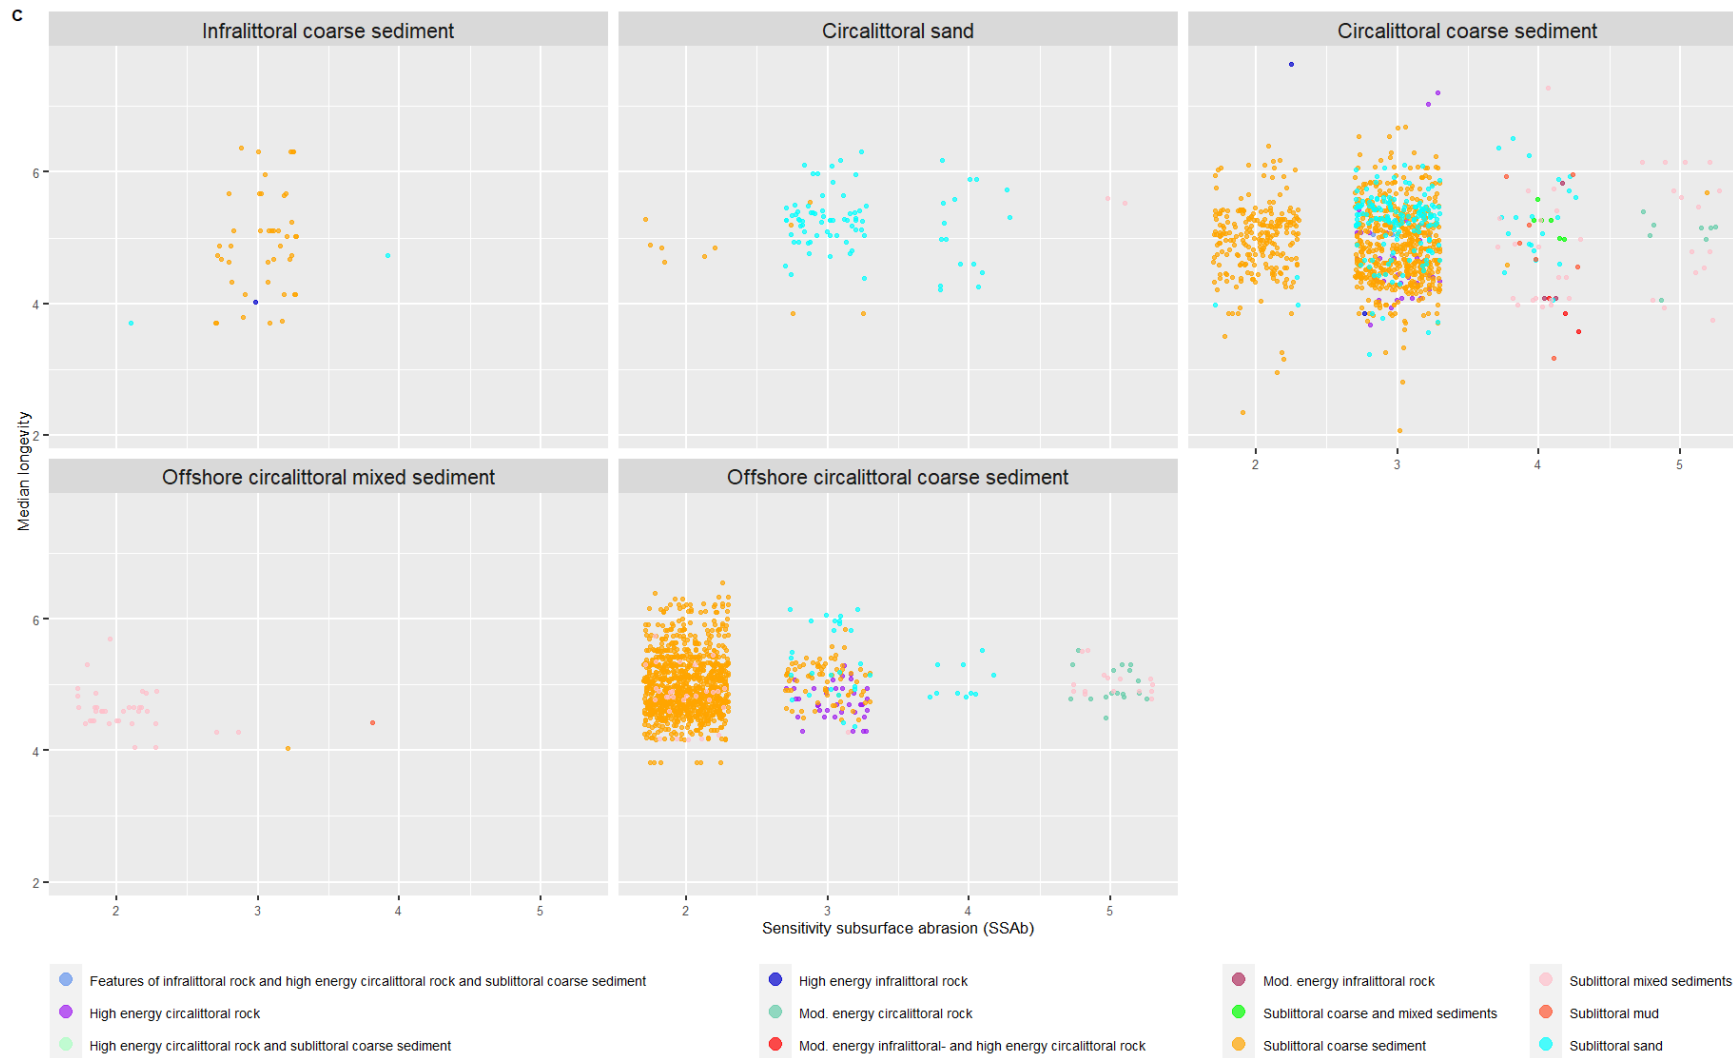 C
Infralittoral coarse sediment
Circalittoral sand
Circalittoral coarse sediment
6
4
2
2 3 4 5
Offshore circalittoral mixed sediment
Offshore circalittoral coarse sediment
Median longevity
6
4
2
2 3 4 5
2 3 4 5
Sensitivity subsurface abrasion (SSAb)
Features of infralittoral rock and high energy circalittoral rock and sublittoral coarse sediment
High energy infralittoral rock
Mod. energy infralittoral rock
Sublittoral mixed sediments
High energy circalittoral rock
Mod. energy circalittoral rock
Sublittoral coarse and mixed sediments
Sublittoral mud
High energy circalittoral rock and sublittoral coarse sediment
Mod. energy infralittoral- and high energy circalittoral rock
Sublittoral coarse sediment
Sublittoral sand